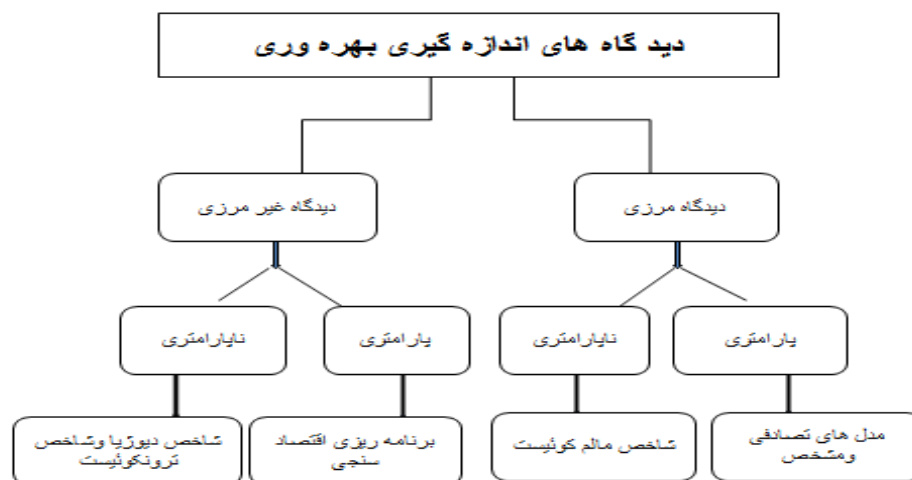 دید گاه های اندازه گیری بهره وری
دیدگاه مرزی
دیدگاه غیر مرزی
پارامتری
ناپارامتری
پارامتری
ناپارامتری
مدل های تصادفی
ومشخص
شاخص مالم کوئیست
برنامه ریزی اقتصاد
سنجی
شاخص دیوژیا وشاخص
ترونکوئیست